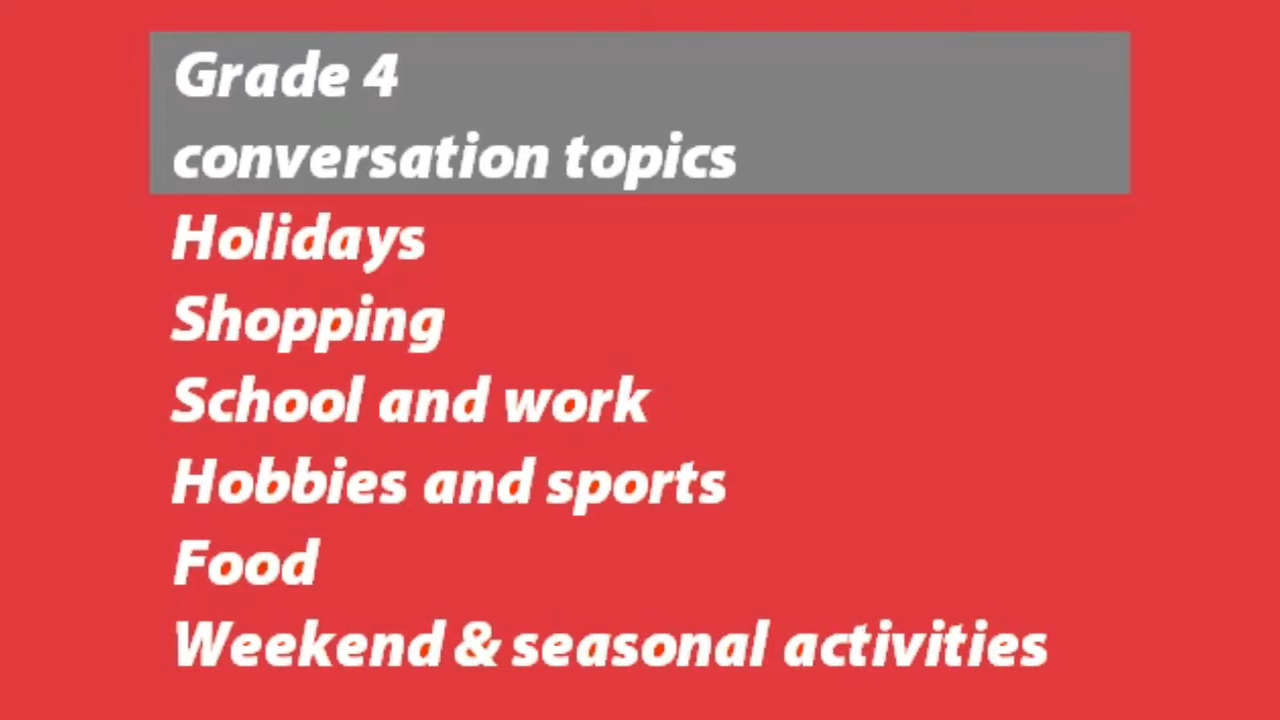 Grade 4
conversation topics
Holidays
Shopping
School and work
Hobbies and sports
Food
Weekend & seasonal activities